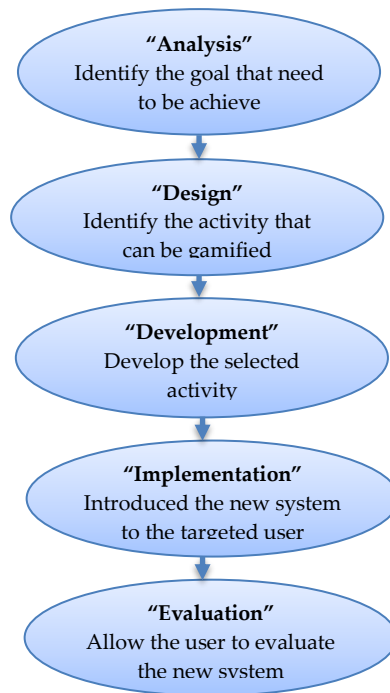 “Analysis”
Identify the goal that need
to be achieve
“Design”
Identify the activity that
can be gamified
“Development”
Develop the selected
activity
“Implementation”
Introduced the new system
to the targeted user
“Evaluation”
Allow the user to evaluate
the new system